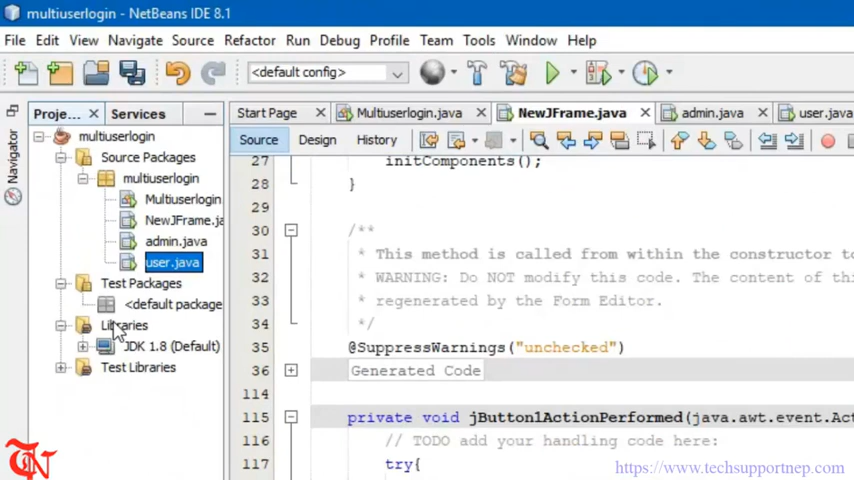 multiuserlogin - NetBeans IDE 8.1
File Edit View Navigate Source Refactor Run Debug Profile Team Tools Window Help
<default config>
Proje... Services
Start Page Multiuserlogin.java NewJFrame.java admin.java user.java
Navigator
multiuserlogin
Source Packages
multiuserlogin
Multiuserlogin
NewJFrame.ja
admin.java
user.java
Test Packages
<default package
Libraries
JDK 1.8 (Default)
Test Libraries
Source Design History
27 initComponents();
28 }
29
30 /**
31 * This method is called from within the constructor to
32 * WARNING: Do NOT modify this code. The content of thi
33 * regenerated by the Form Editor.
34 */
35 @SuppressWarnings("unchecked")
36 Generated Code
114
115 private void jButton1ActionPerformed(java.awt.event.Act
116 // TODO add your handling code here:
117 try{
TN
https://www.techsupportnep.com/